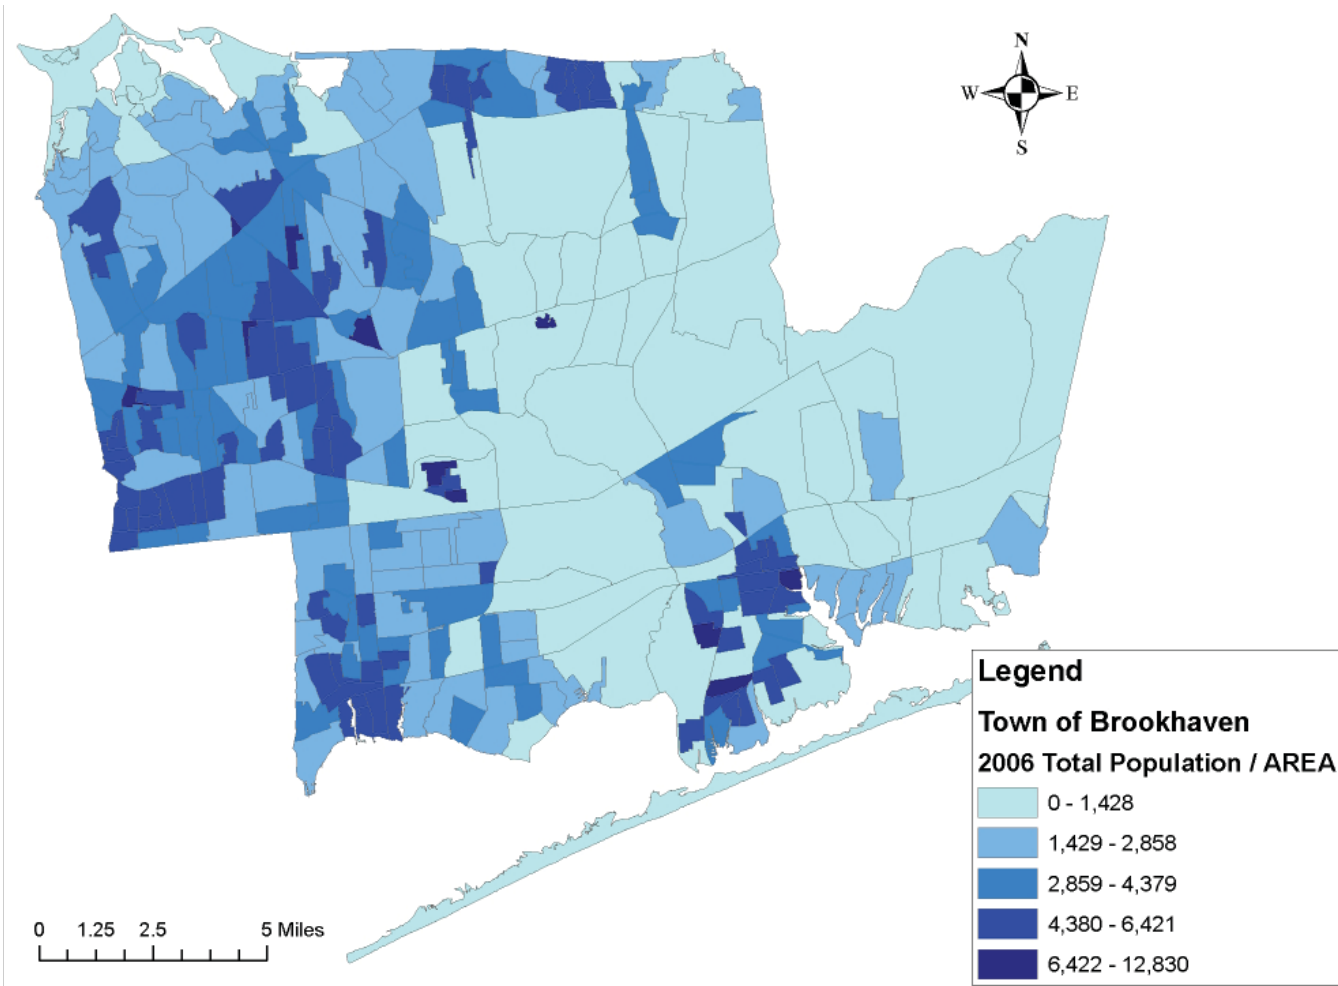 N
W E
S
Legend
Town of Brookhaven
2006 Total Population / AREA
0 - 1,428
1,429 - 2,858
2,859 - 4,379
4,380 - 6,421
6,422 - 12,830
0 1.25 2.5 5 Miles